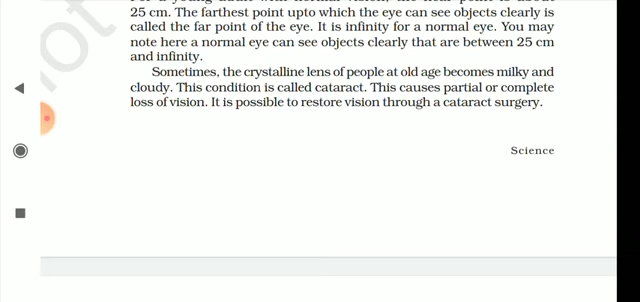 25 cm. The farthest point upto which the eye can see objects clearly is
called the far point of the eye. It is infinity for a normal eye. You may
note here a normal eye can see objects clearly that are between 25 cm
and infinity.
Sometimes, the crystalline lens of people at old age becomes milky and
cloudy. This condition is called cataract. This causes partial or complete
loss of vision. It is possible to restore vision through a cataract surgery.
Science